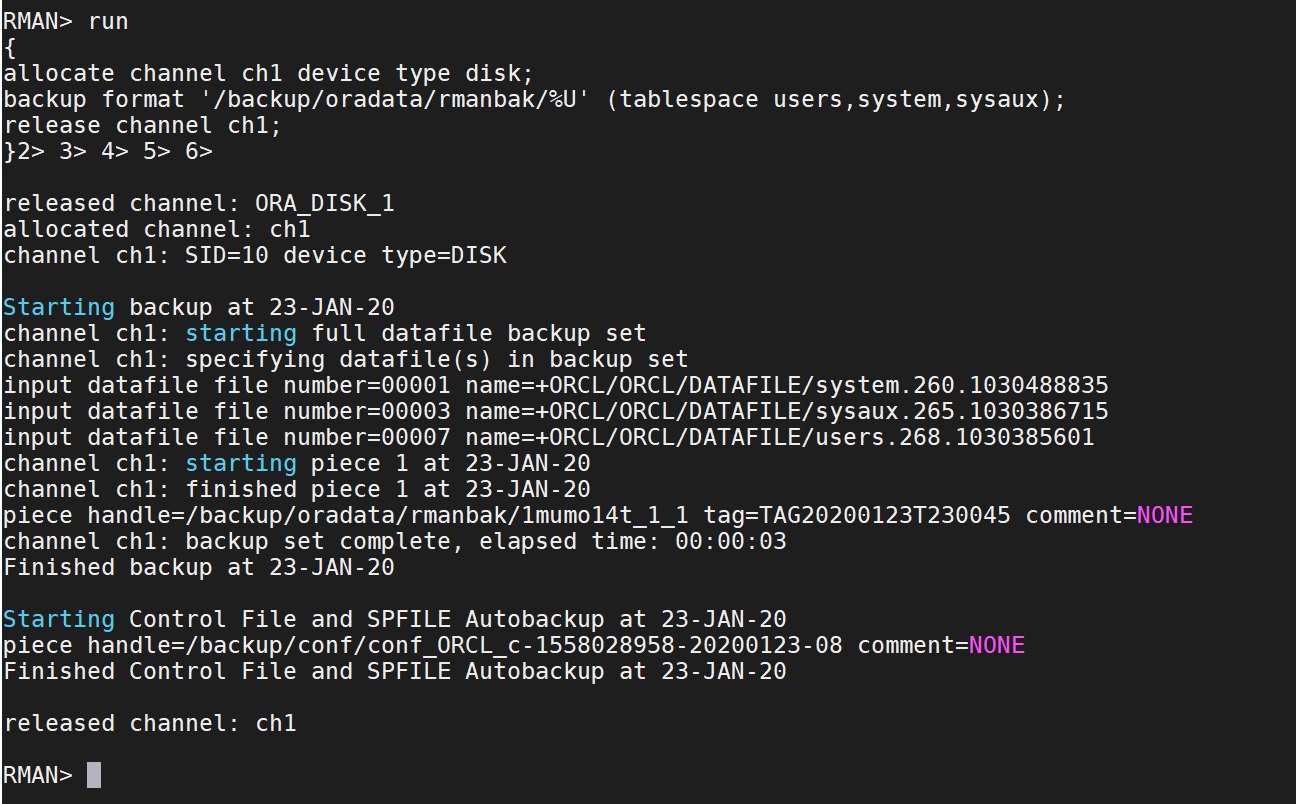 RMAN> run
{
allocate channel ch1 device type disk;
backup format '/backup/oradata/rmanbak/%U' (tablespace users,system,sysaux);
release channel ch1;
}2> 3> 4> 5> 6>
released channel: ORA_DISK_1
allocated channel: ch1
channel ch1: SID=10 device type=DISK
Starting backup at 23-JAN-20
channel ch1: starting full datafile backup set
channel ch1: specifying datafile(s) in backup set
input datafile file number=00001 name=+ORCL/ORCL/DATAFILE/system.260.1030488835
input datafile file number=00003 name=+ORCL/ORCL/DATAFILE/sysaux.265.1030386715
input datafile file number=00007 name=+ORCL/ORCL/DATAFILE/users.268.1030385601
channel ch1: starting piece 1 at 23-JAN-20
channel ch1: finished piece 1 at 23-JAN-20
piece handle=/backup/oradata/rmanbak/1mumo14t_1_1 tag=TAG20200123T230045 comment=NONE
channel ch1: backup set complete, elapsed time: 00:00:03
Finished backup at 23-JAN-20
Starting Control File and SPFILE Autobackup at 23-JAN-20
piece handle=/backup/conf/conf_ORCL_c-1558028958-20200123-08 comment=NONE
Finished Control File and SPFILE Autobackup at 23-JAN-20
released channel: ch1
RMAN>